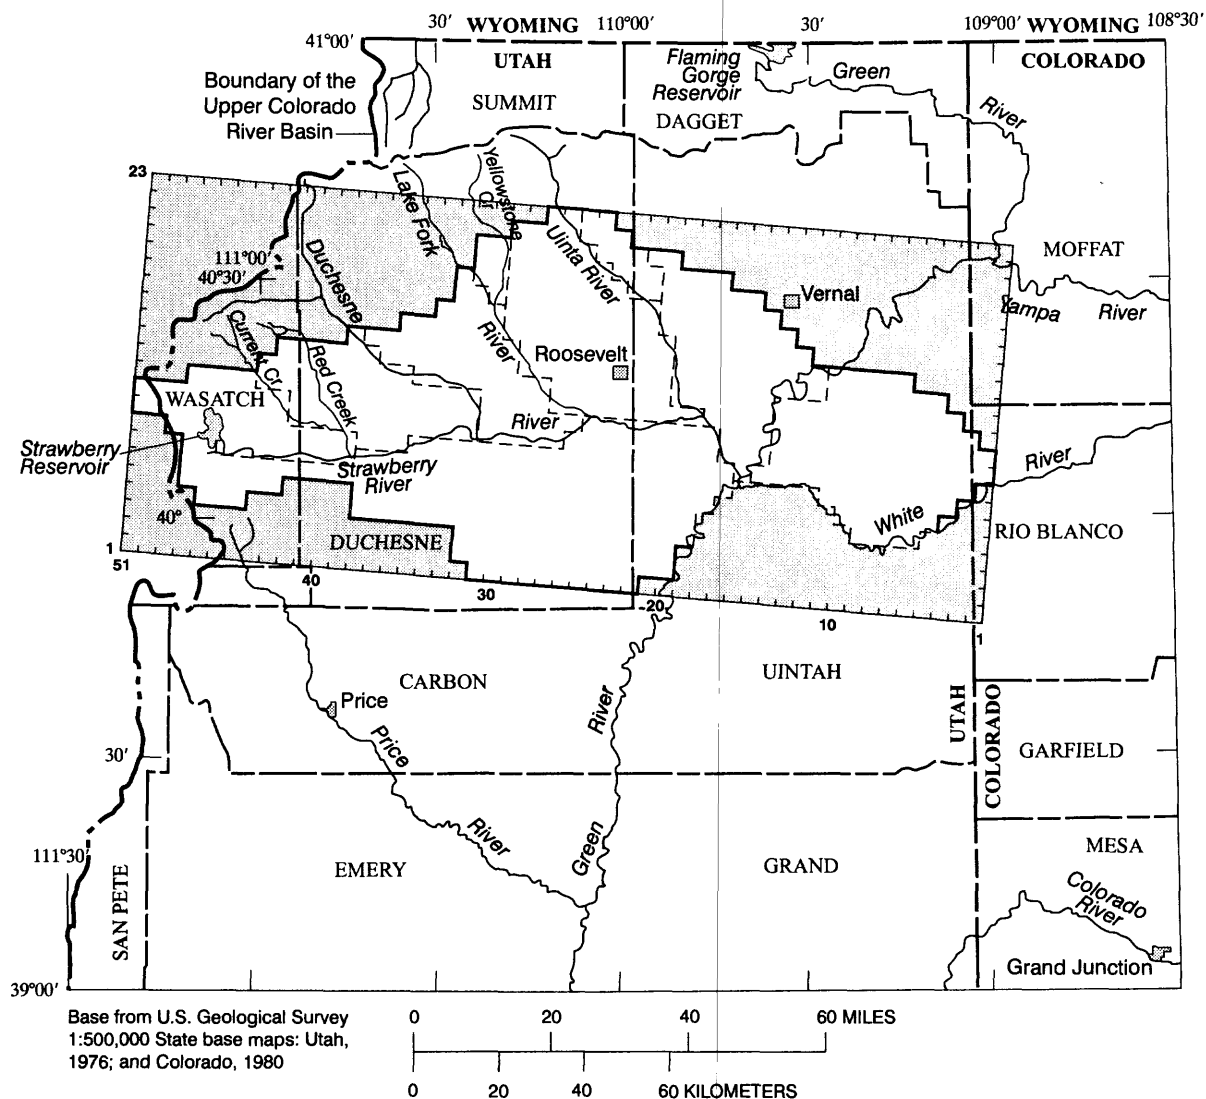 30′
WYOMING
110°00′
30′
109°00′
WYOMING
108°30′
41°00′
UTAH
COLORADO
Flaming
Gorge
Reservoir
Green
River
Boundary of the
Upper Colorado
River Basin
SUMMIT
DAGGET
23
Lake Fork
Yellowstone
Cr
Duchesne
Uinta River
MOFFAT
111°00′
40°30′
Vernal
Yampa
River
Current Cr
Red Creek
River
Roosevelt
WASATCH
River
Strawberry
Reservoir
Strawberry
River
River
40°
White
DUCHESNE
RIO BLANCO
1
51
40
30
20
10
1
CARBON
UINTAH
Price
Price
River
UTAH
COLORADO
GARFIELD
30′
River
Green
MESA
111°30′
SAN PETE
EMERY
GRAND
Colorado
River
Grand Junction
39°00′
Base from U.S. Geological Survey
1:500,000 State base maps: Utah,
1976; and Colorado, 1980
0 20 40 60 MILES
0 20 40 60 KILOMETERS